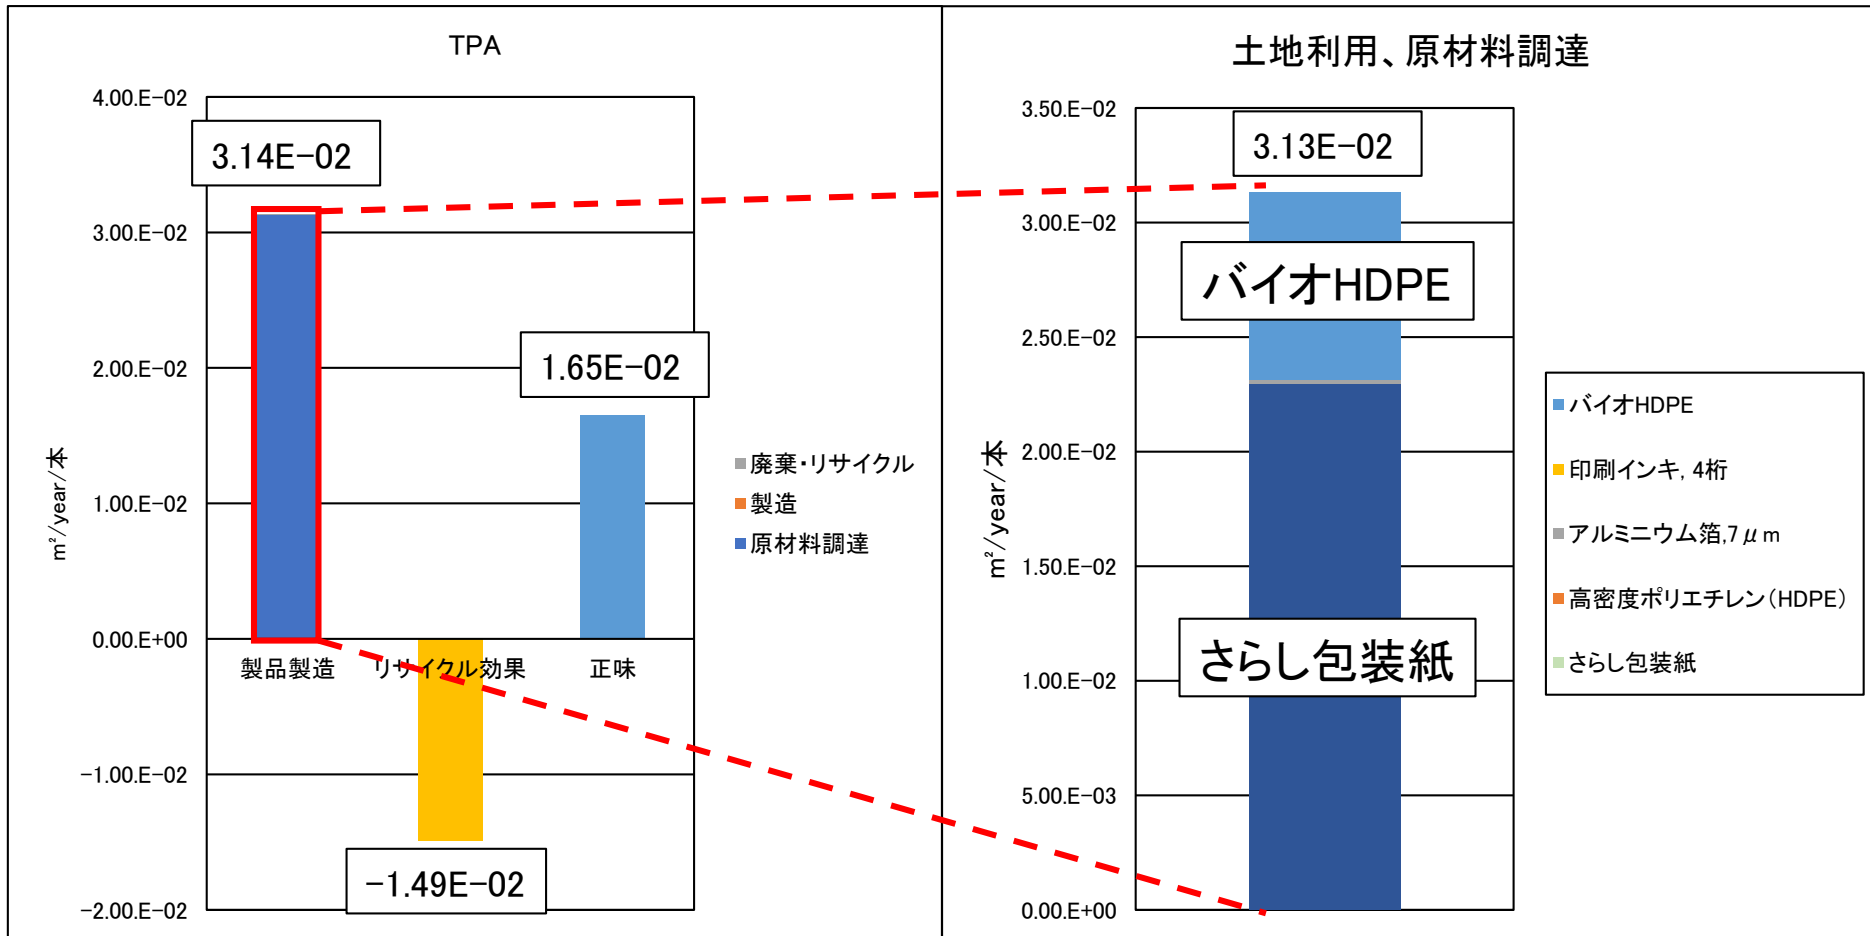 TPA
4.00.E-02
3.00.E-02
2.00.E-02
1.00.E-02
0.00.E+00
-1.00.E-02
-2.00.E-02
m²/year/本
3.14E-02
-1.49E-02
1.65E-02
製品製造
リサイクル効果
正味
廃棄・リサイクル
製造
原材料調達
土地利用、原材料調達
3.50.E-02
3.00.E-02
2.50.E-02
2.00.E-02
1.50.E-02
1.00.E-02
5.00.E-03
0.00.E+00
m²/year/本
3.13E-02
バイオHDPE
さらし包装紙
バイオHDPE
印刷インキ, 4桁
アルミニウム箔,7μm
高密度ポリエチレン(HDPE)
さらし包装紙